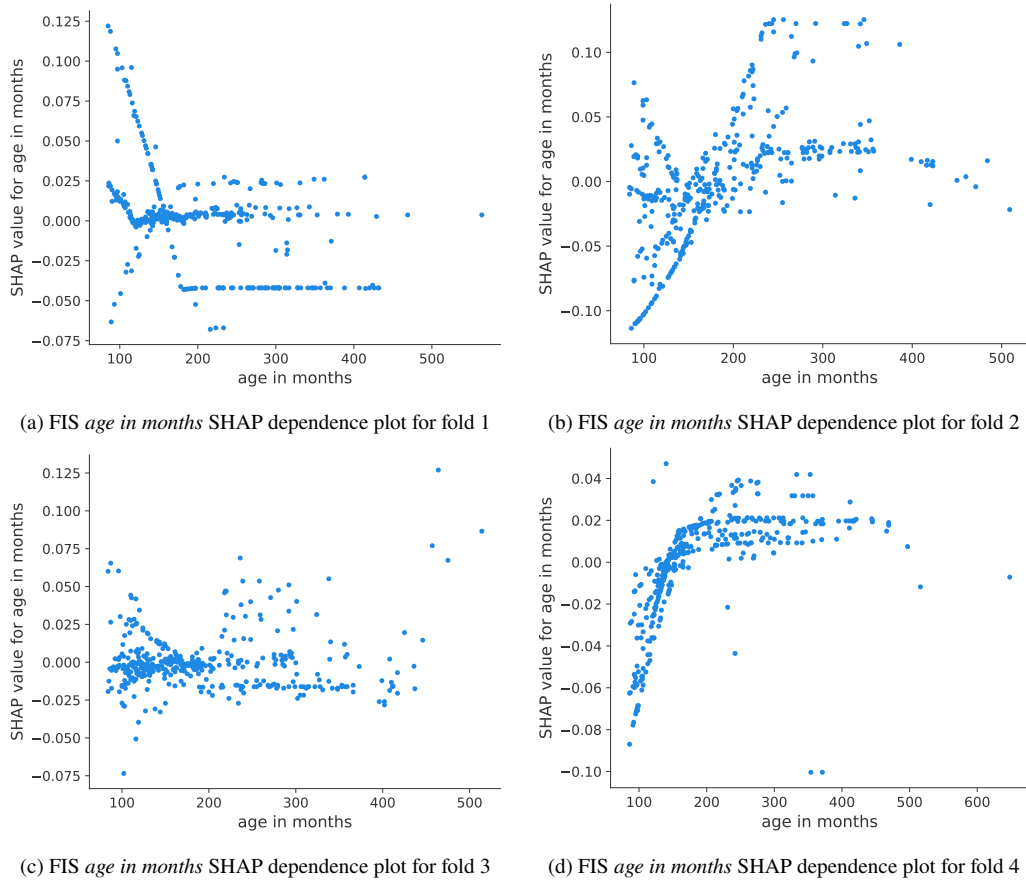 0.125
0.100
0.075
0.050
0.025
0.000
−0.025
−0.050
−0.075
SHAP value for age in months
100 200 300 400 500
age in months
(a) FIS age in months SHAP dependence plot for fold 1
0.10
0.05
0.00
−0.05
−0.10
SHAP value for age in months
100 200 300 400 500
age in months
(b) FIS age in months SHAP dependence plot for fold 2
0.125
0.100
0.075
0.050
0.025
0.000
−0.025
−0.050
−0.075
SHAP value for age in months
100 200 300 400 500
age in months
(c) FIS age in months SHAP dependence plot for fold 3
0.04
0.02
0.00
−0.02
−0.04
−0.06
−0.08
−0.10
SHAP value for age in months
100 200 300 400 500 600
age in months
(d) FIS age in months SHAP dependence plot for fold 4